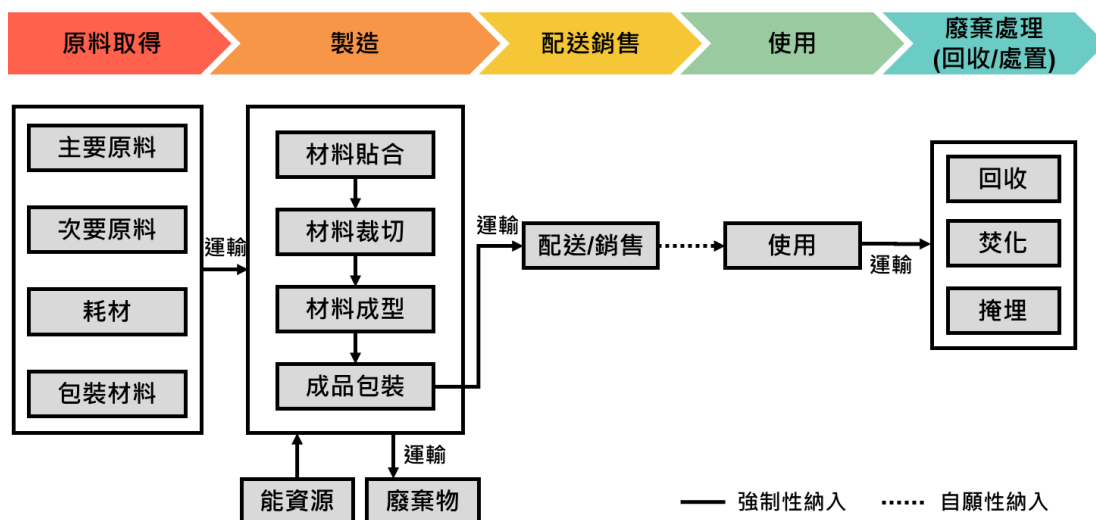 原料取得
製造
配送銷售
使用
廢棄處理
(回收/處置)
主要原料
次要原料
耗材
包裝材料
運輸
材料貼合
材料裁切
材料成型
成品包裝
運輸
能資源
廢棄物
運輸
配送/銷售
使用
運輸
回收
焚化
掩埋
強制性納入
自願性納入